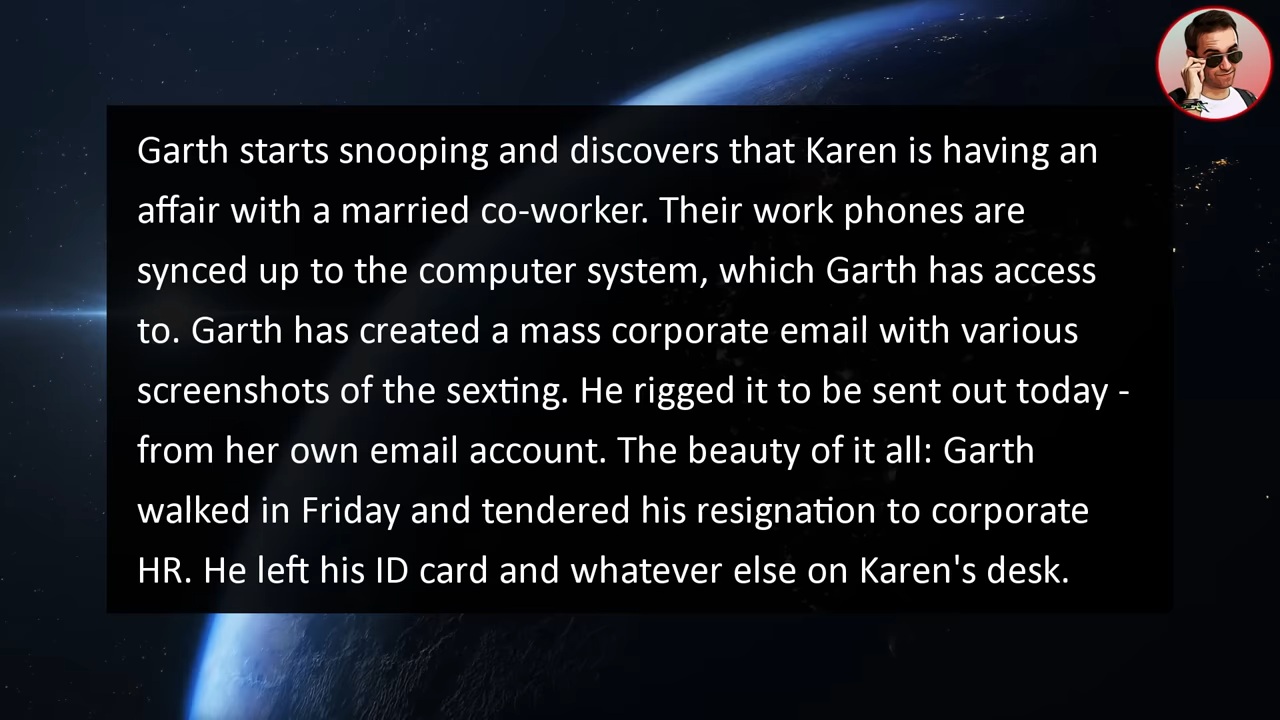 Garth starts snooping and discovers that Karen is having an
affair with a married co-worker. Their work phones are
synced up to the computer system, which Garth has access
to. Garth has created a mass corporate email with various
screenshots of the sexting. He rigged it to be sent out today -
from her own email account. The beauty of it all: Garth
walked in Friday and tendered his resignation to corporate
HR. He left his ID card and whatever else on Karen's desk.